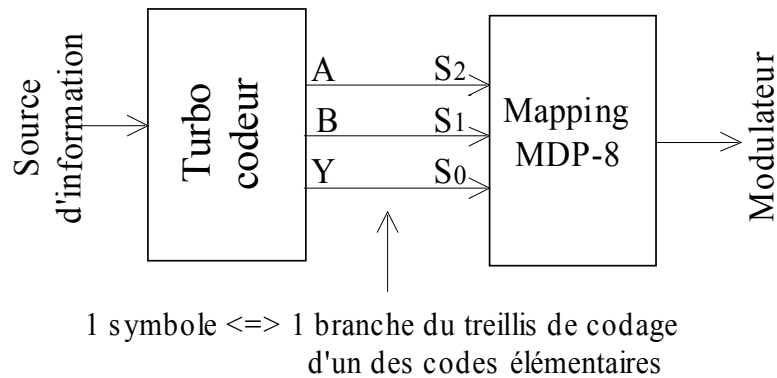 Source
d'information
Turbo
codeur
A
B
Y
S2
S1
S0
Mapping
MDP-8
Modulateur
1 symbole <=> 1 branche du treillis de codage
d'un des codes élémentaires